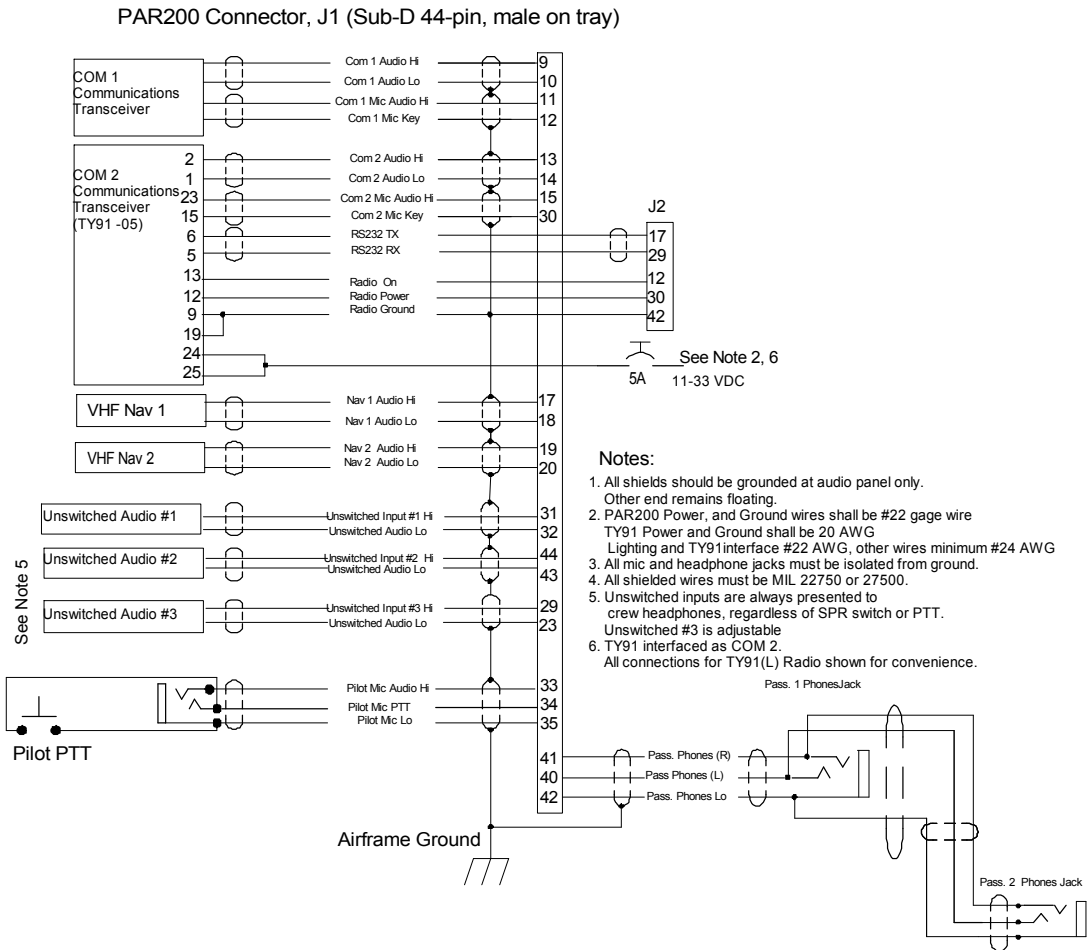 PAR200 Connector, J1 (Sub-D 44-pin, male on tray)
COM 1
Communications
Transceiver
Com 1 Audio Hi
9
Com 1 Audio Lo
10
Com 1 Mic Audio Hi
11
Com 1 Mic Key
12
COM 2
Communications
Transceiver
(TY91 -05)
2
Com 2 Audio Hi
13
1
Com 2 Audio Lo
14
23
Com 2 Mic Audio Hi
15
15
Com 2 Mic Key
30
J2
6
RS232 TX
17
5
RS232 RX
29
13
Radio On
12
12
Radio Power
30
9
Radio Ground
42
19
24
25
5A
See Note 2, 6
11-33 VDC
VHF Nav 1
Nav 1 Audio Hi
17
Nav 1 Audio Lo
18
VHF Nav 2
Nav 2 Audio Hi
19
Nav 2 Audio Lo
20
See Note 5
Unswitched Audio #1
Unswitched Input #1 Hi
31
Unswitched Audio Lo
32
Unswitched Audio #2
Unswitched Input #2 Hi
44
Unswitched Audio Lo
43
Unswitched Audio #3
Unswitched Input #3 Hi
29
Unswitched Audio Lo
23
Notes:
1. All shields should be grounded at audio panel only.
Other end remains floating.
2. PAR200 Power, and Ground wires shall be #22 gage wire
TY91 Power and Ground shall be 20 AWG
Lighting and TY91interface #22 AWG, other wires minimum #24 AWG
3. All mic and headphone jacks must be isolated from ground.
4. All shielded wires must be MIL 22750 or 27500.
5. Unswitched inputs are always presented to
crew headphones, regardless of SPR switch or PTT.
Unswitched #3 is adjustable
6. TY91 interfaced as COM 2.
All connections for TY91(L) Radio shown for convenience.
Pilot PTT
Pilot Mic Audio Hi
33
Pilot Mic PTT
34
Pilot Mic Lo
35
Pass. 1 PhonesJack
41
Pass. Phones (R)
40
Pass Phones (L)
42
Pass. Phones Lo
Airframe Ground
Pass. 2 Phones Jack